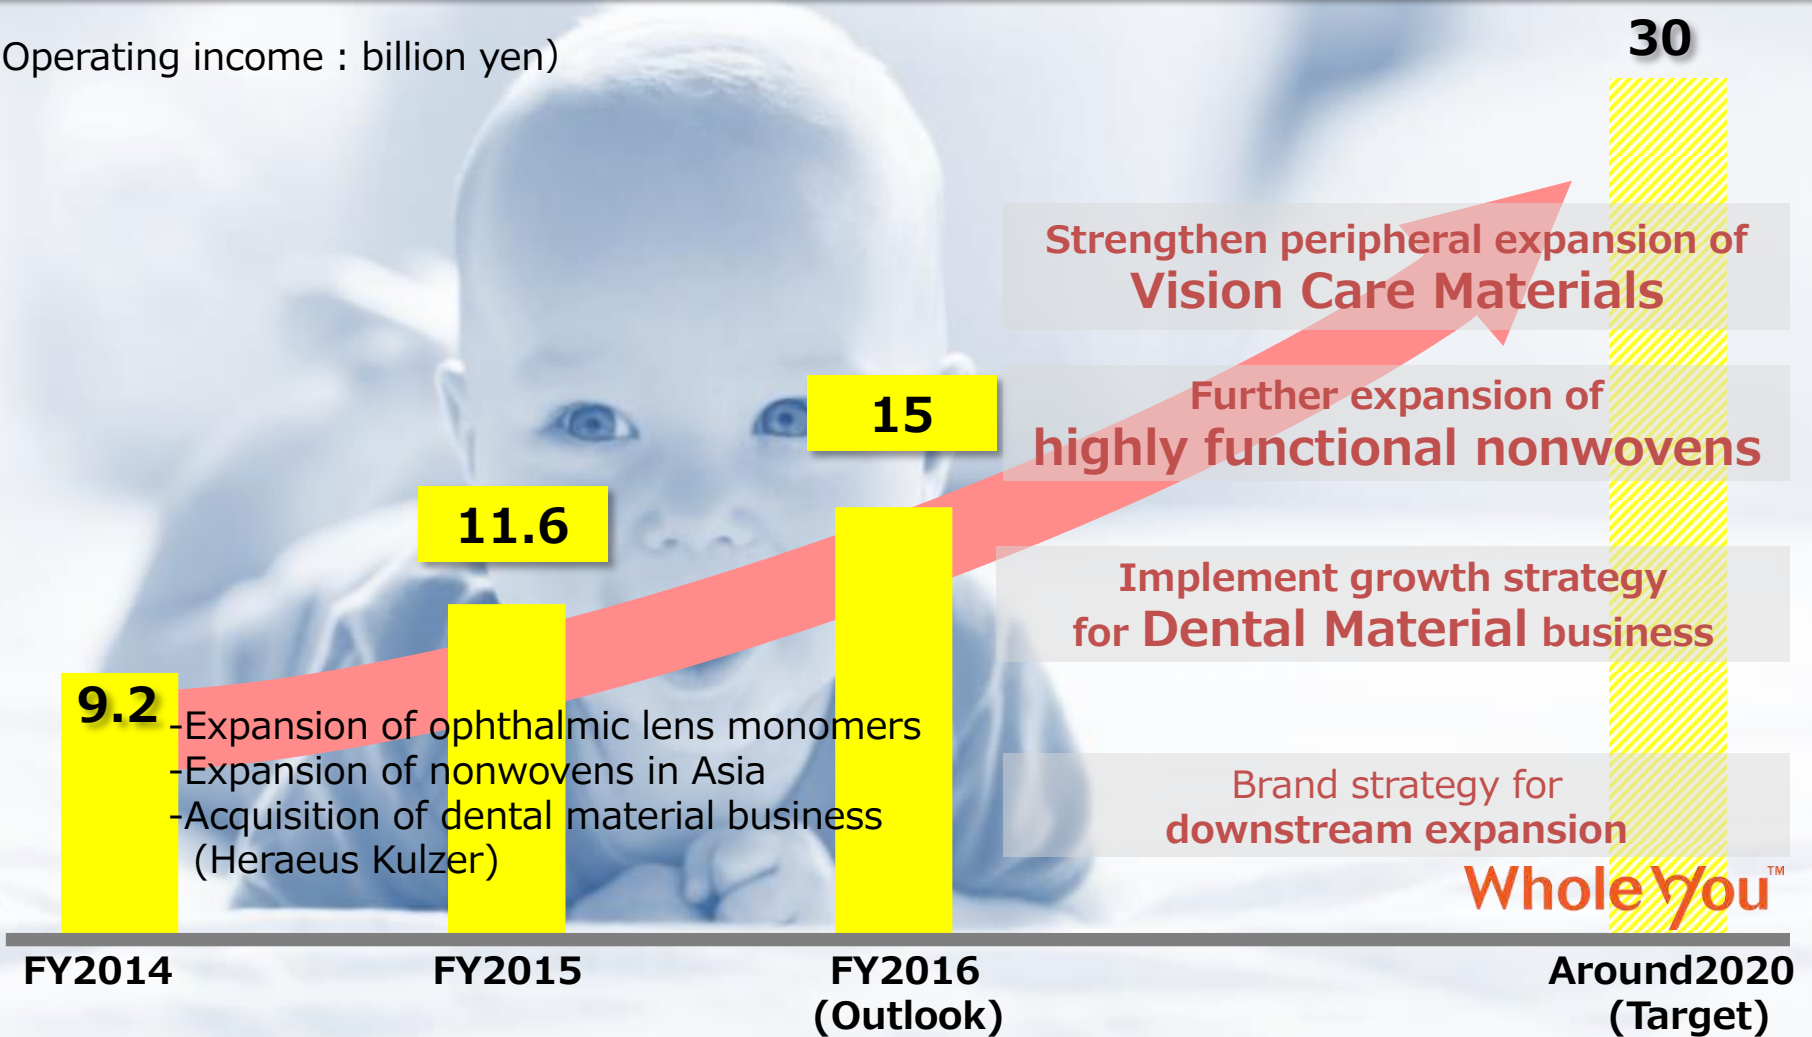 Operating income : billion yen）
30
Strengthen peripheral expansion of
Vision Care Materials
15
Further expansion of
highly functional nonwovens
11.6
Implement growth strategy
for Dental Material business
9.2
-Expansion of ophthalmic lens monomers
-Expansion of nonwovens in Asia
-Acquisition of dental material business
(Heraeus Kulzer)
Brand strategy for
downstream expansion
Whole You™
FY2014
FY2015
FY2016
(Outlook)
Around2020
(Target)